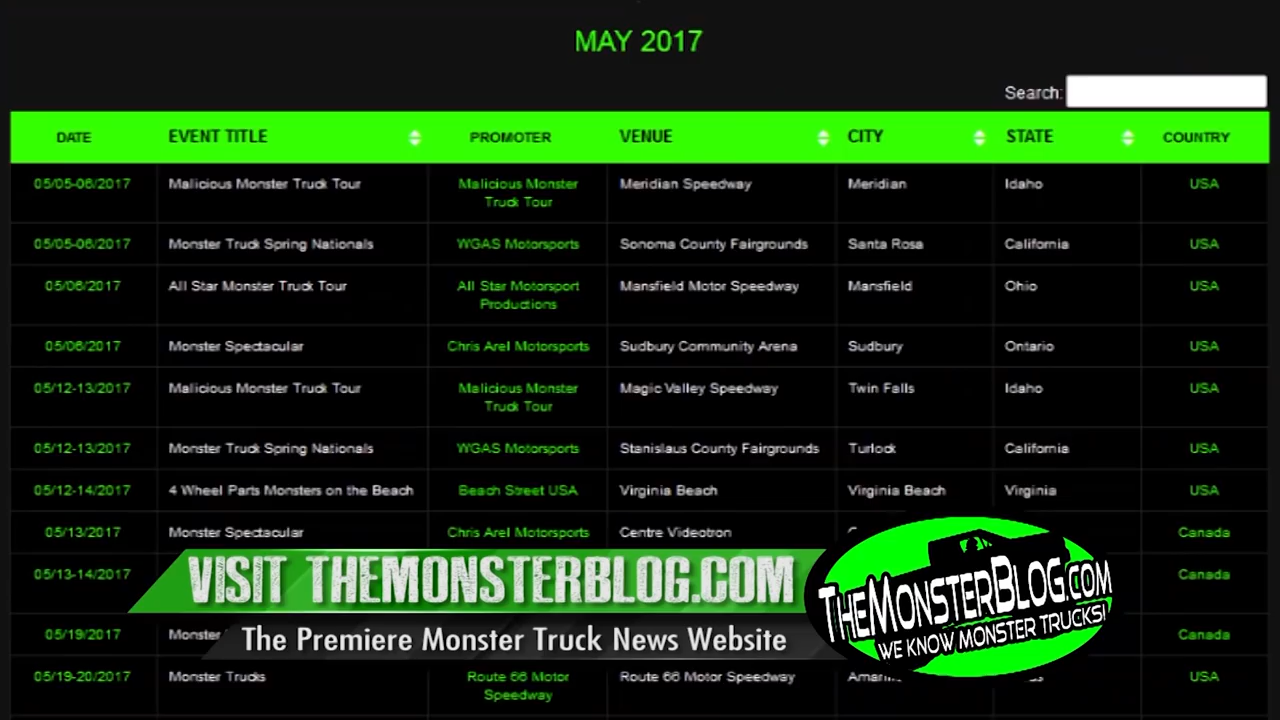 MAY 2017
Search:
DATE EVENT TITLE PROMOTER VENUE CITY STATE COUNTRY
05/05-06/2017 Malicious Monster Truck Tour Malicious Monster Truck Tour Meridian Speedway Meridian Idaho USA
05/05-06/2017 Monster Truck Spring Nationals WGAS Motorsports Sonoma County Fairgrounds Santa Rosa California USA
05/06/2017 All Star Monster Truck Tour All Star Motorsport Productions Mansfield Motor Speedway Mansfield Ohio USA
05/06/2017 Monster Spectacular Chris Arel Motorsports Sudbury Community Arena Sudbury Ontario USA
05/12-13/2017 Malicious Monster Truck Tour Malicious Monster Truck Tour Magic Valley Speedway Twin Falls Idaho USA
05/12-13/2017 Monster Truck Spring Nationals WGAS Motorsports Stanislaus County Fairgrounds Turlock California USA
05/12-14/2017 4 Wheel Parts Monsters on the Beach Beach Street USA Virginia Beach Virginia Beach Virginia USA
05/13/2017 Monster Spectacular Chris Arel Motorsports Centre Videotron Canada
05/13-14/2017 Canada
VISIT THEMONSTERBLOG.COM
The Premiere Monster Truck News Website
THEMONSTERBLOG.COM
WE KNOW MONSTER TRUCKS!
05/19/2017 Monster Canada
05/19-20/2017 Monster Trucks Route 66 Motor Speedway Route 66 Motor Speedway USA